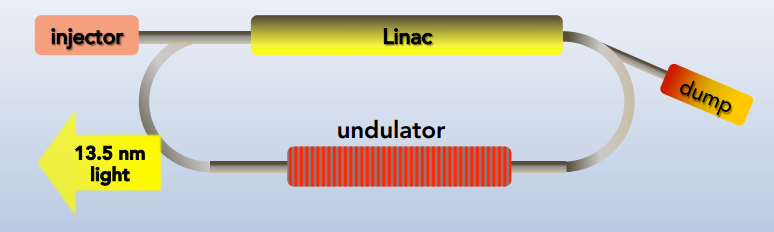 injector
Linac
dump
undulator
13.5 nm
light